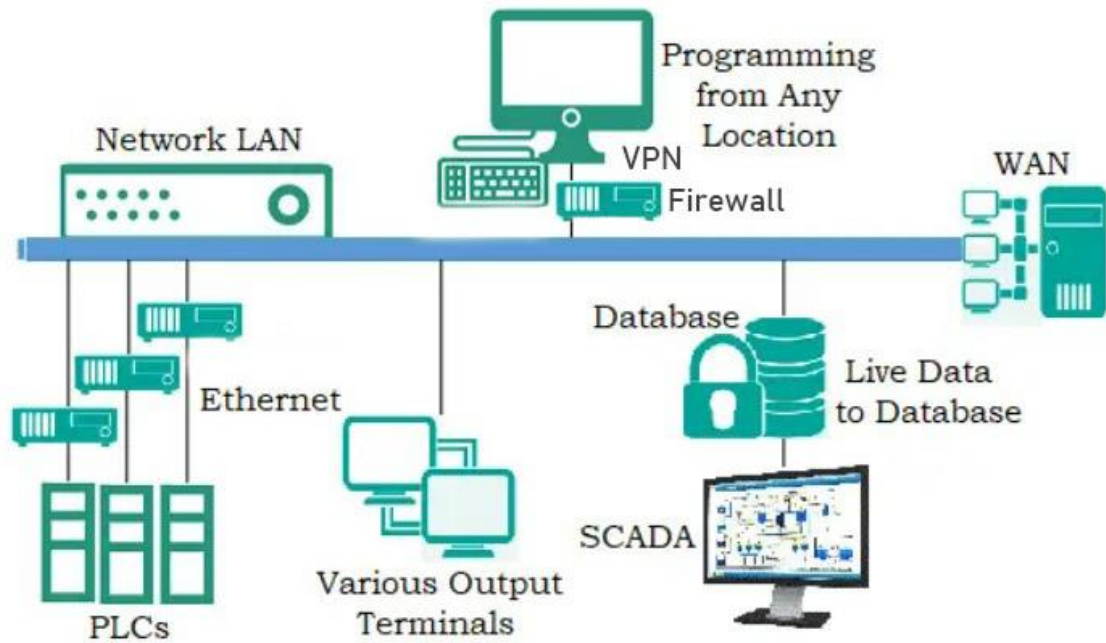 Programming
from Any
Location
Network LAN
VPN
Firewall
WAN
Database
Live Data
to Database
Ethernet
SCADA
Various Output
Terminals
PLCs